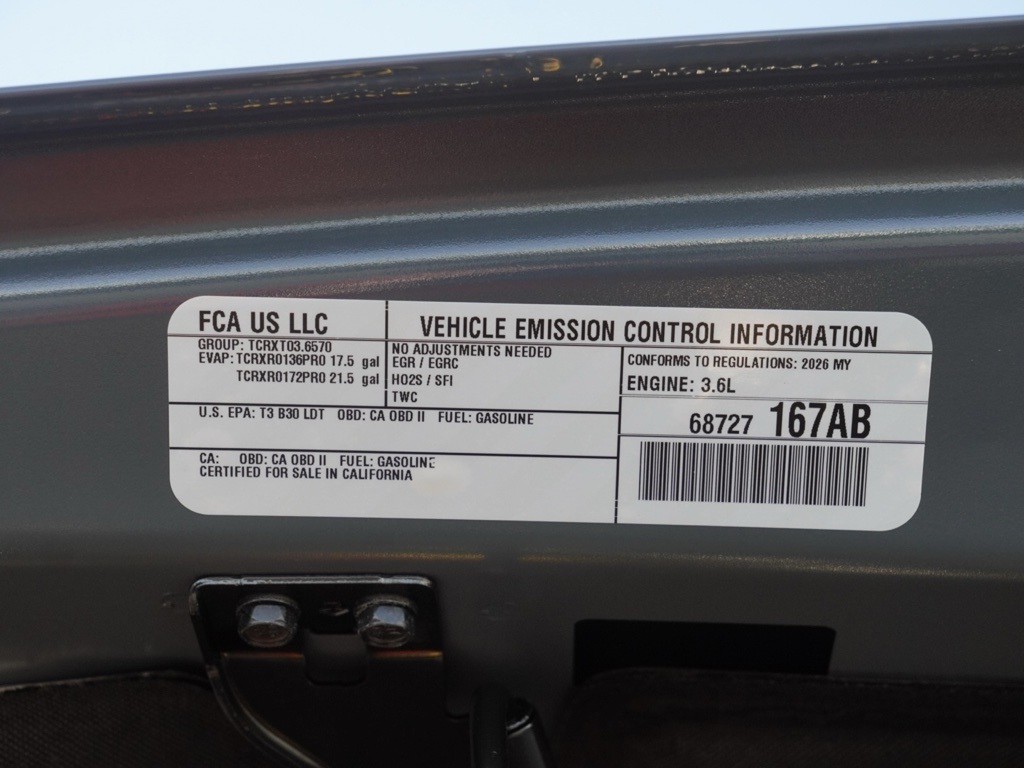 FCA US LLC
VEHICLE EMISSION CONTROL INFORMATION
GROUP: TCRXT03.6570
EVAP: TCRXR0136PR0 17.5 gal
TCRXR0172PR0 21.5 gal
NO ADJUSTMENTS NEEDED
EGR / EGRC
HO2S / SFI
TWC
CONFORMS TO REGULATIONS: 2026 MY
ENGINE: 3.6L
U.S. EPA: T3 B30 LDT OBD: CA OBD II FUEL: GASOLINE
68727 167AB
CA: OBD: CA OBD II FUEL: GASOLINE
CERTIFIED FOR SALE IN CALIFORNIA